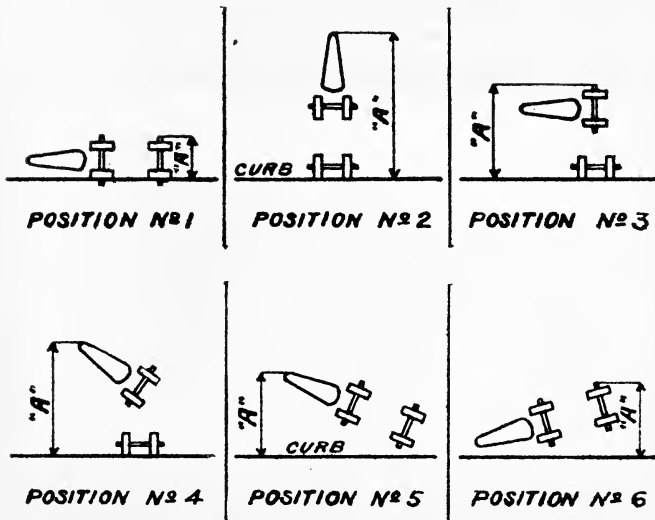 "A"
POSITION Nº 1
"A"
CURB
POSITION Nº 2
"A"
POSITION Nº 3
"A"
POSITION Nº 4
"A"
CURB
POSITION Nº 5
"A"
POSITION Nº 6